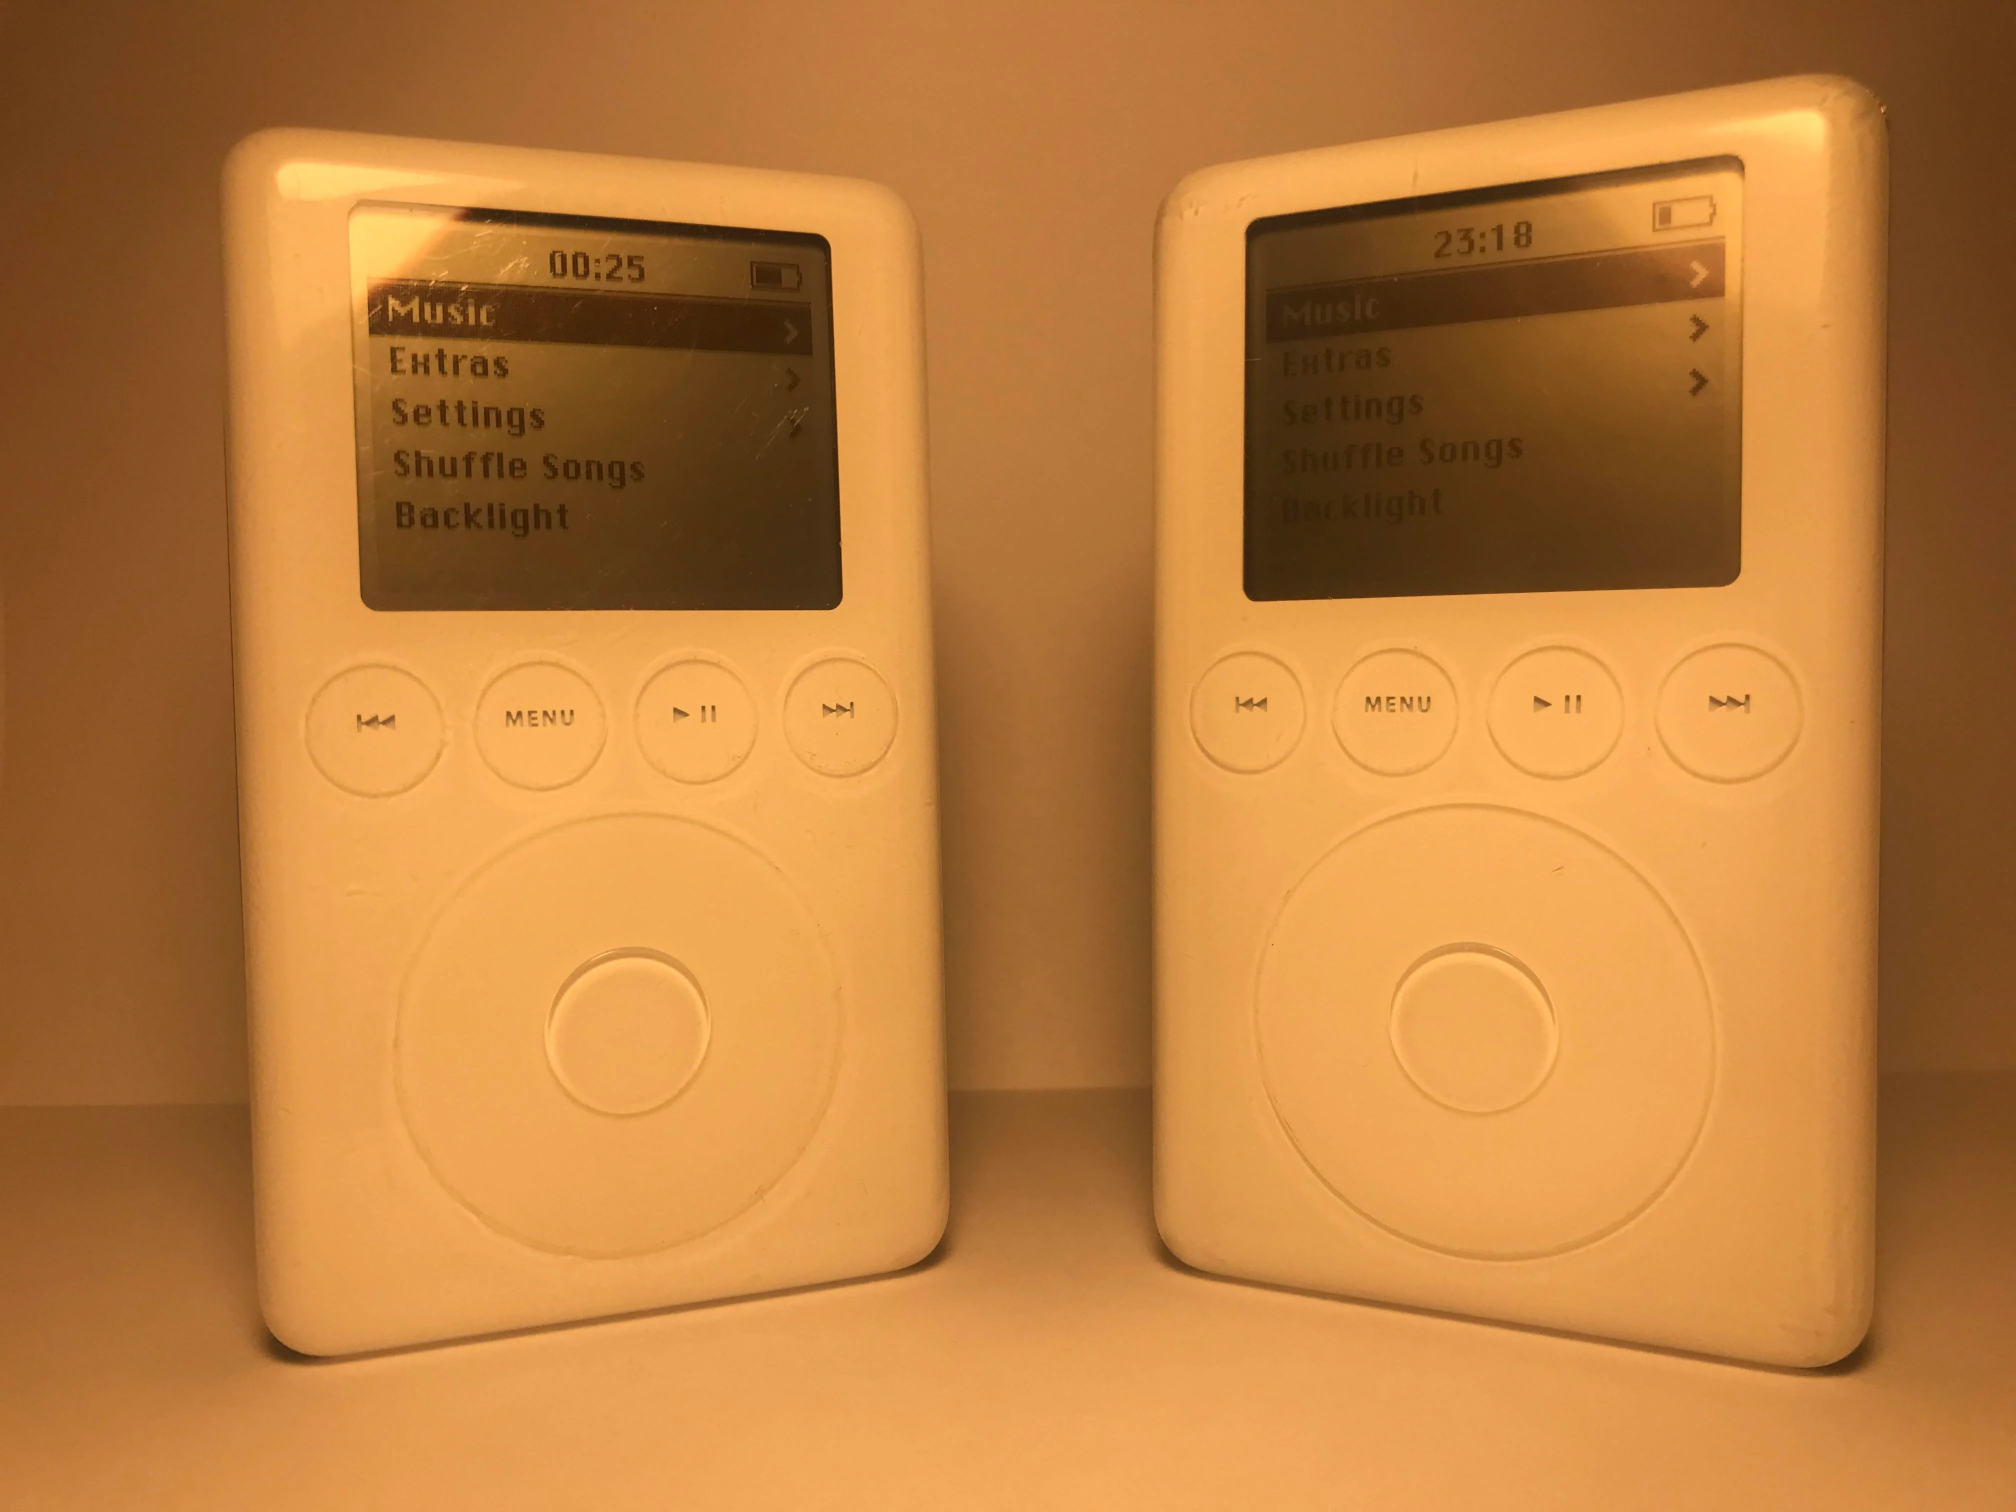 00:25
Music
Extras
Settings
Shuffle Songs
Backlight
MENU
23:18
Music
Extras
Settings
Shuffle Songs
Backlight
MENU